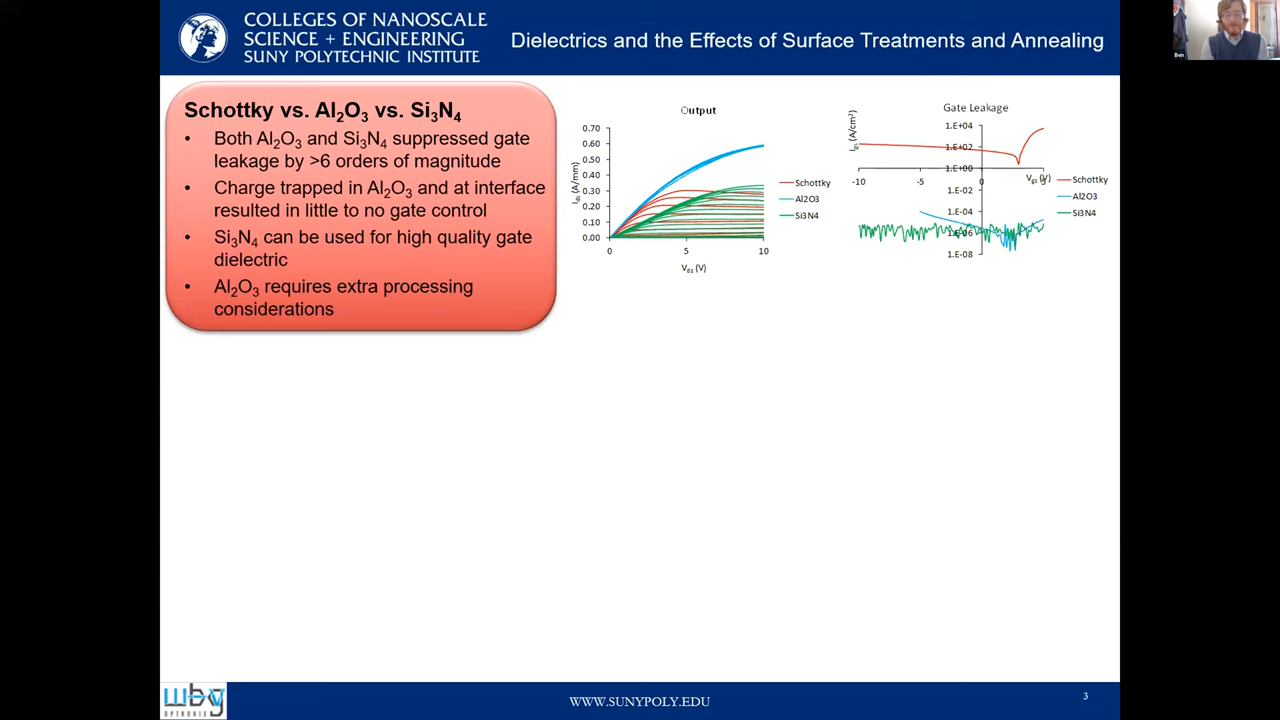 COLLEGES OF NANOSCALE
SCIENCE + ENGINEERING
SUNY POLYTECHNIC INSTITUTE
Dielectrics and the Effects of Surface Treatments and Annealing
Ben
Schottky vs. Al2O3 vs. Si3N4
• Both Al2O3 and Si3N4 suppressed gate
leakage by >6 orders of magnitude
• Charge trapped in Al2O3 and at interface
resulted in little to no gate control
• Si3N4 can be used for high quality gate
dielectric
• Al2O3 requires extra processing
considerations
Output
Ids (A/mm)
0.70
0.60
0.50
0.40
0.30
0.20
0.10
0.00
0 5 10
Vds (V)
Schottky
Al2O3
Si3N4
Gate Leakage
Igs (A/cm2)
1.E+04
1.E+02
1.E+00
1.E-02
1.E-04
1.E-06
1.E-08
-10 -5 0 5
Vgs (V)
Schottky
Al2O3
Si3N4
wbg
OPTRONIX
WWW.SUNYPOLY.EDU
3